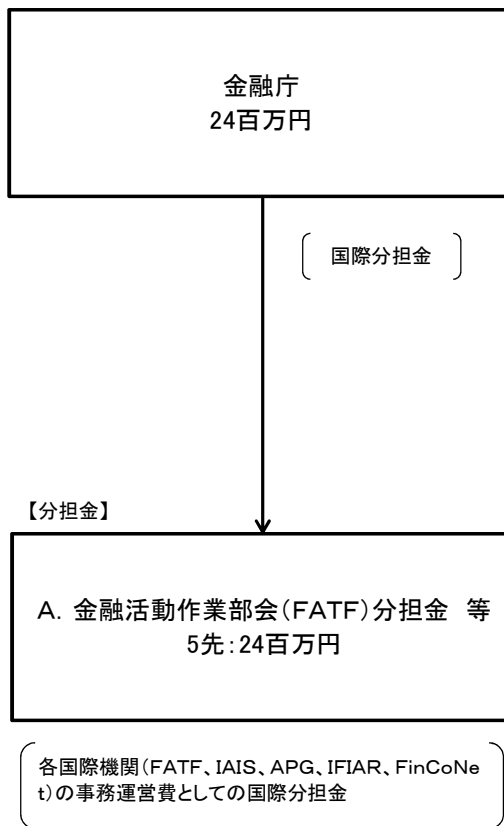 金融庁
24百万円
国際分担金
【分担金】
A. 金融活動作業部会(FATF)分担金 等
5先：24百万円
各国際機関(FATF、IAIS、APG、IFIAR、FinCoNe
t)の事務運営費としての国際分担金